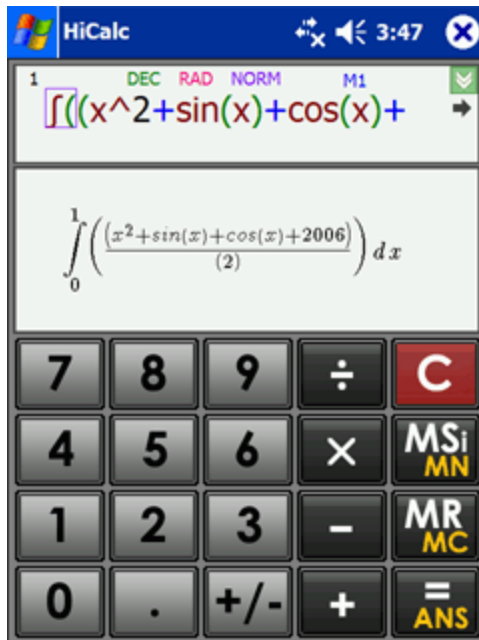 HiCalc 3:47
1 DEC RAD NORM M1
∫((x^2+sin(x)+cos(x)+
1
∫((x²+sin(x)+cos(x)+2006)/(2))dx
0
7 8 9 ÷ C
4 5 6 × MSi MN
1 2 3 - MR MC
0 . +/- + = ANS